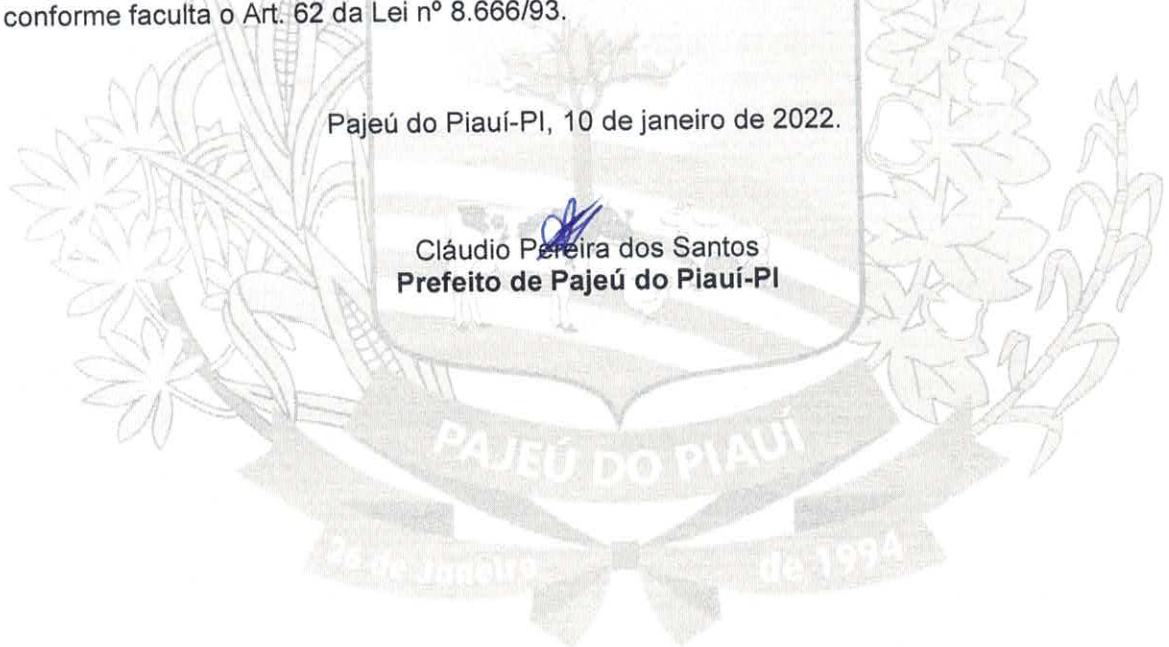 conforme faculta o Art. 62 da Lei nº 8.666/93.
Pajeú do Piauí-PI, 10 de janeiro de 2022.
Cláudio Pereira dos Santos
Prefeito de Pajeú do Piauí-PI
PAJEÚ DO PIAUÍ
26 de Janeiro de 1994